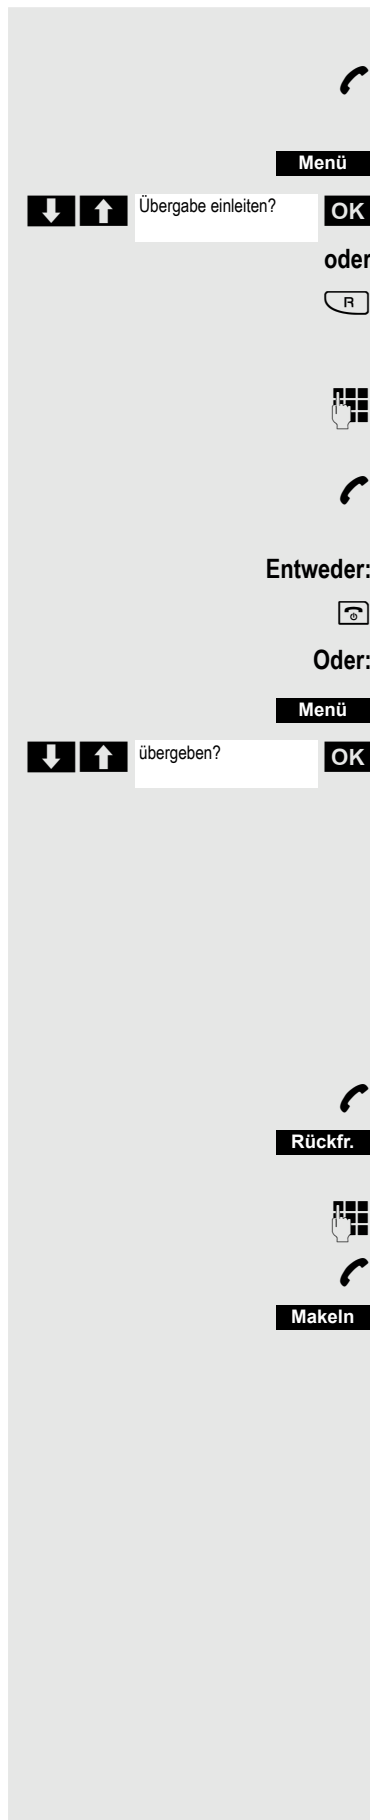 Menü
Übergabe einleiten? OK
oder
R
Entweder:
Oder:
Menü
übergeben? OK
Rückfr.
Makeln